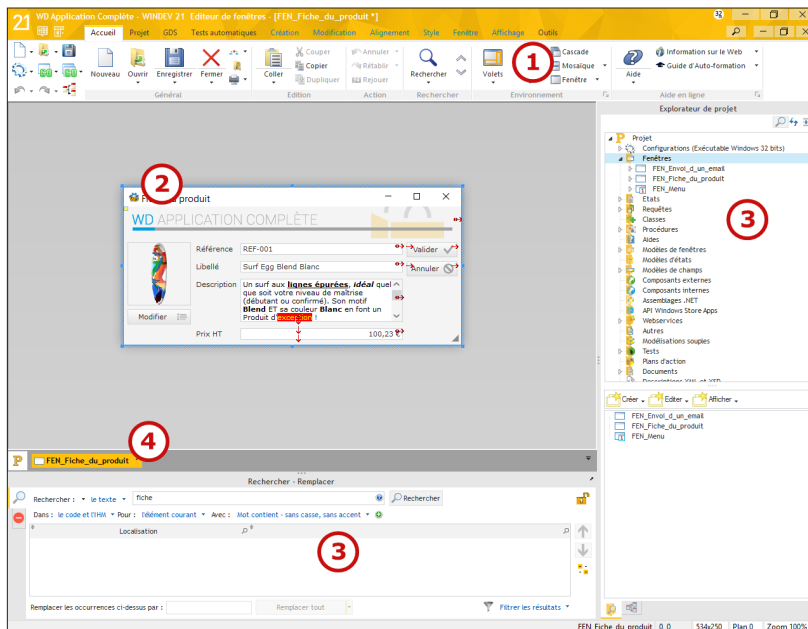 21 WD Application Complète - WINDEV 21 Editeur de fenêtres - [FEN_Fiche_du_produit *] 32
Accueil Projet GDS Tests automatiques Création Modification Alignement Style Fenêtre Affichage Outils
Nouveau Ouvrir Enregistrer Fermer
Général
Coller
Couper
Copier
Dupliquer
Edition
Annuler
Rétablir
Rejouer
Action
Rechercher
Rechercher
Volets
1
Cascade
Mosaïque
Fenêtre
Environnement
Aide
Information sur le Web
Guide d'Auto-formation
Aide en ligne
2
produit
WD APPLICATION COMPLÈTE
Référence REF-001 Valider
Libellé Surf Egg Blend Blanc Annuler
Description Un surf aux lignes épurées, idéal quel
que soit votre niveau de maîtrise
(débutant ou confirmé). Son motif
Blend ET sa couleur Blanc en font un
Produit d'exception !
Modifier
Prix HT 100,23 €
Explorateur de projet
Projet
Configurations (Exécutable Windows 32 bits)
Fenêtres
FEN_Envoi_d_un_email
FEN_Fiche_du_produit
FEN_Menu
Etats
Requêtes
Classes
Procédures
Aides
Modèles de fenêtres
Modèles d'états
Modèles de champs
Composants externes
Composants internes
Assemblages .NET
API Windows Store Apps
Webservices
Autres
Modélisations souples
Tests
Plans d'action
Documents
Descriptions XML et XSD
3
Créer Editer Afficher
FEN_Envoi_d_un_email
FEN_Fiche_du_produit
FEN_Menu
4
FEN_Fiche_du_produit *
Rechercher - Remplacer
Rechercher : le texte fiche Rechercher
Dans : le code et l'IHM Pour : l'élément courant Avec : Mot contient - sans casse, sans accent
Localisation
3
Remplacer les occurrences ci-dessus par : Remplacer tout Filtrer les résultats
FEN_Fiche_du_produit 0, 0 534x250 Plan 0 Zoom 100%